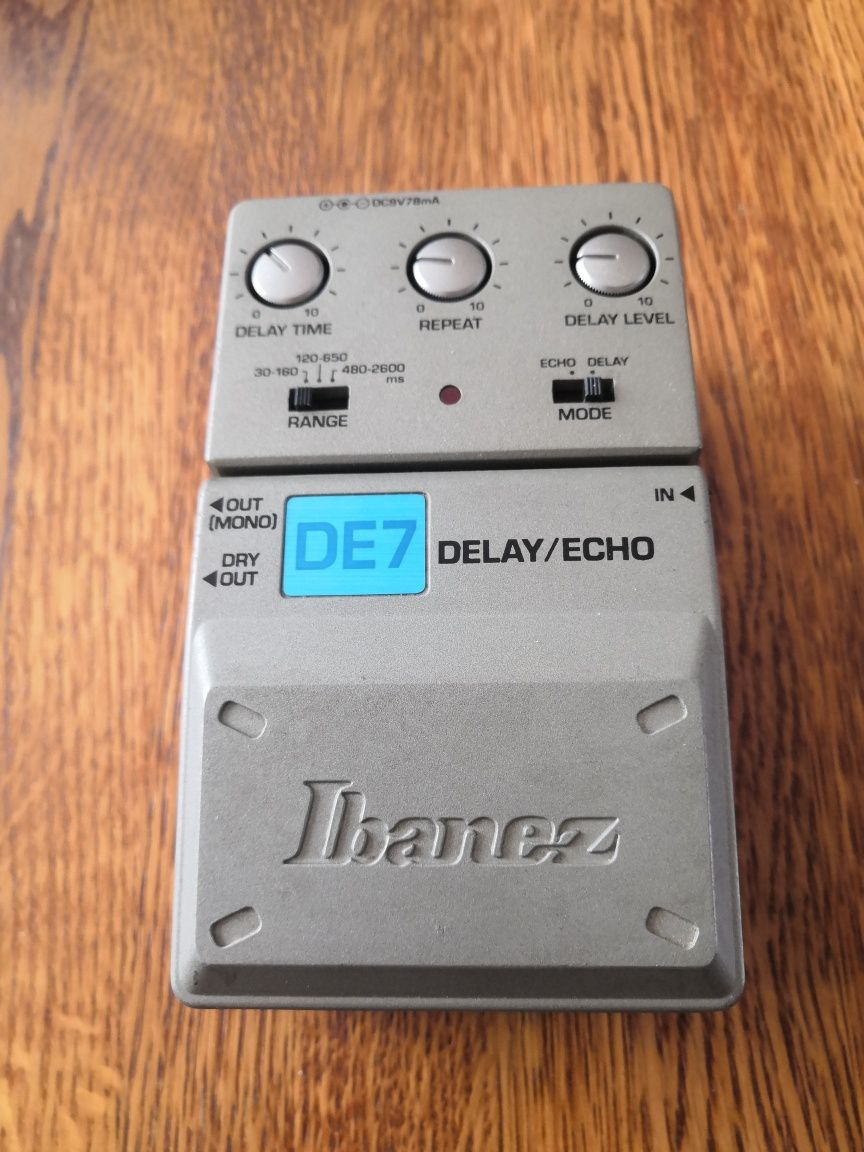 DC9V78mA
0 10
DELAY TIME
0 10
REPEAT
0 10
DELAY LEVEL
30-160
120-650
480-2600
ms
RANGE
ECHO DELAY
MODE
OUT
(MONO)
DRY
OUT
DE7
DELAY/ECHO
IN
Ibanez